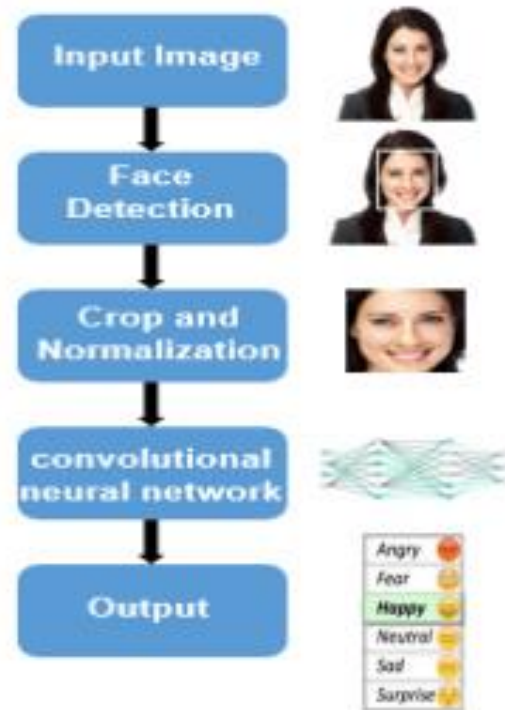 Input Image
Face
Detection
Crop and
Normalization
convolutional
neural network
Output
Angry
Fear
Happy
Neutral
Sad
Surprise